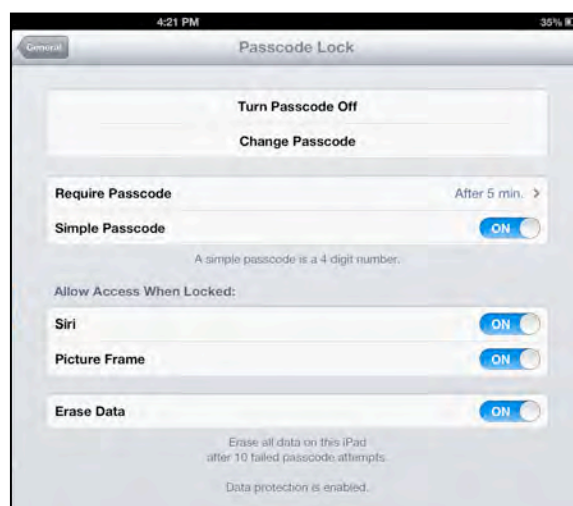 4:21 PM 35%
General Passcode Lock
Turn Passcode Off
Change Passcode
Require Passcode After 5 min.
Simple Passcode ON
A simple passcode is a 4 digit number.
Allow Access When Locked:
Siri ON
Picture Frame ON
Erase Data ON
Erase all data on this iPad
after 10 failed passcode attempts.
Data protection is enabled.